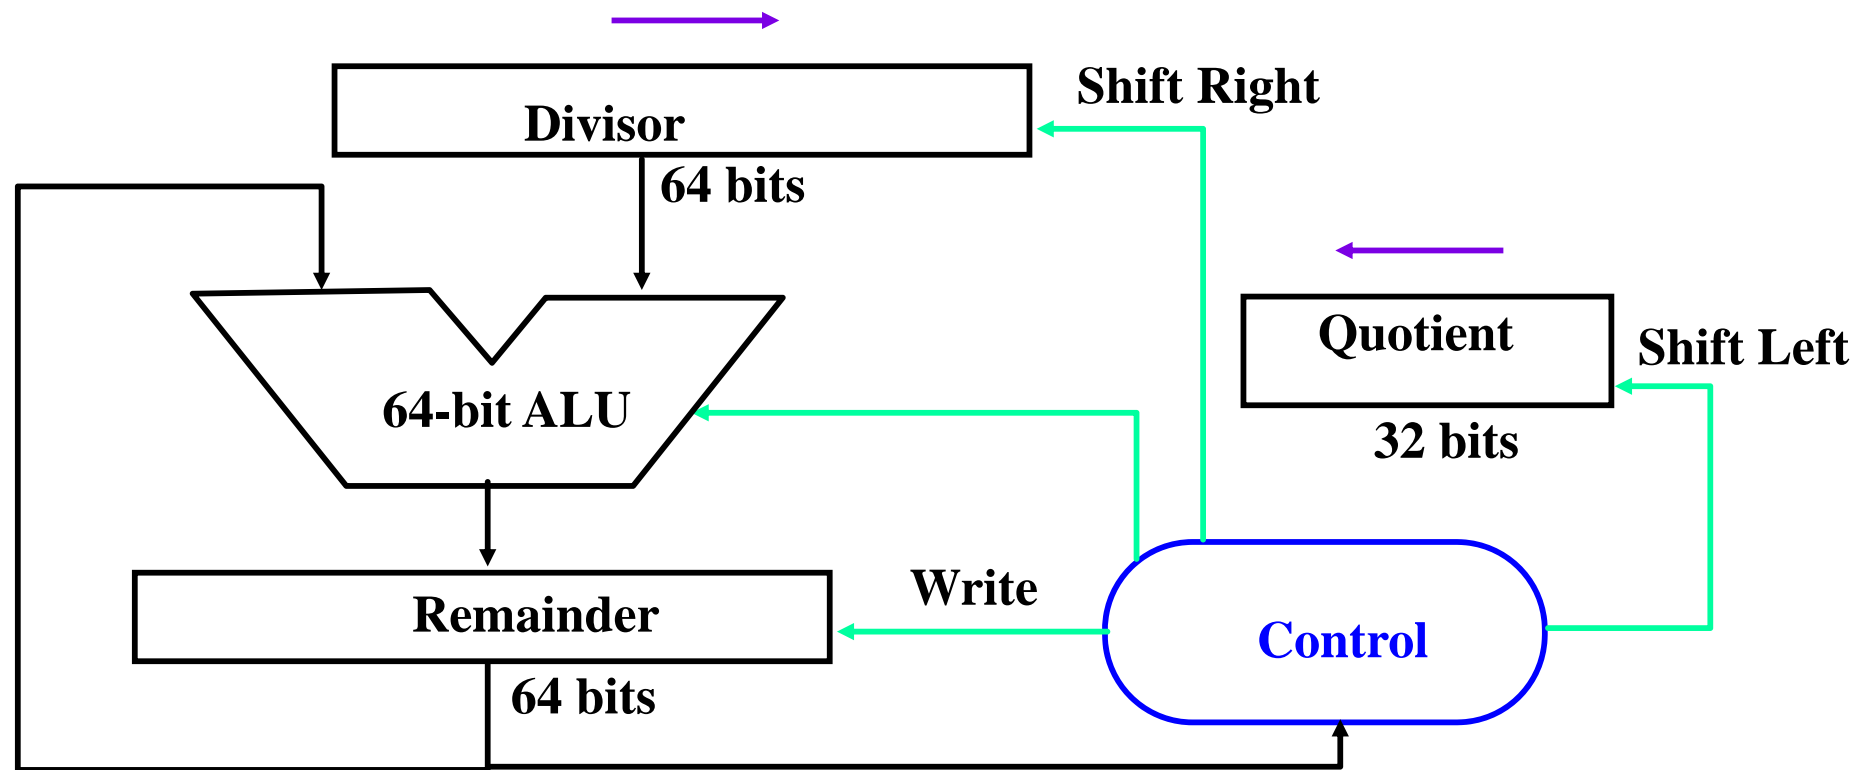 Shift Right
Divisor
64 bits
Quotient
Shift Left
64-bit ALU
32 bits
Write
Remainder
Control
64 bits